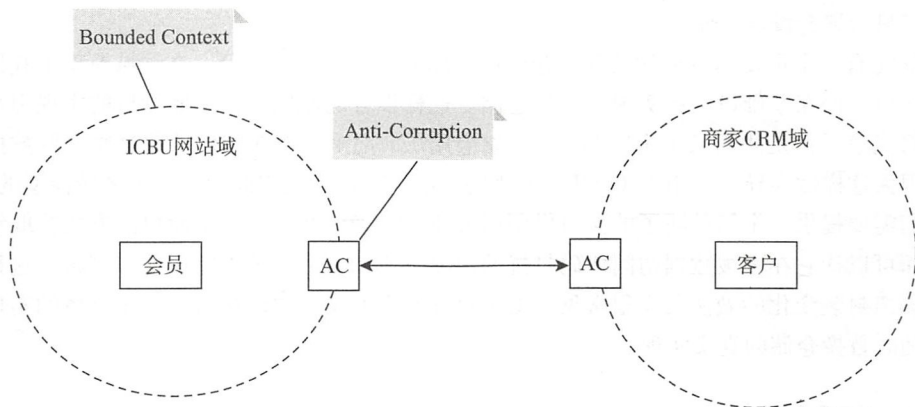 Bounded Context
Anti-Corruption
ICBU网站域
商家CRM域
会员
AC
AC
客户